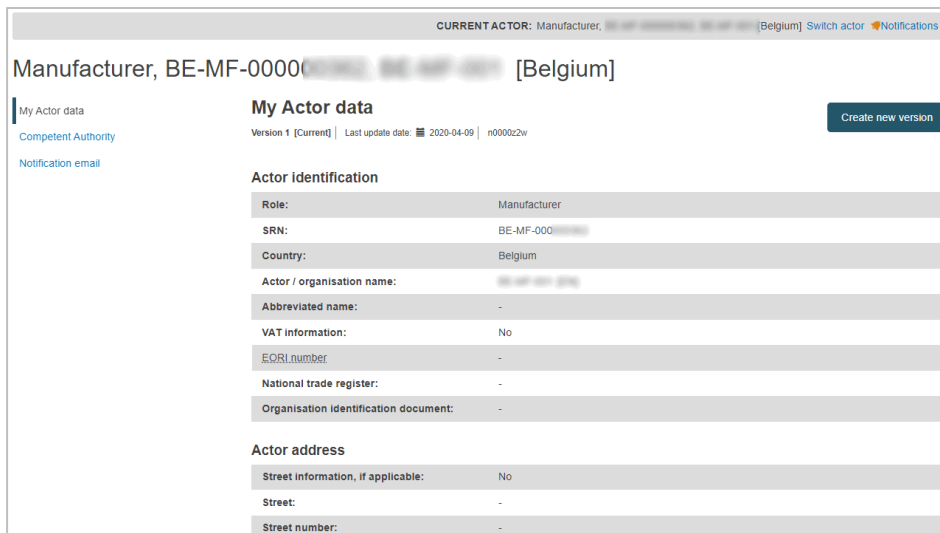 CURRENT ACTOR: Manufacturer, [Belgium] Switch actor Notifications
Manufacturer, BE-MF-0000 [Belgium]
My Actor data
Competent Authority
Notification email
My Actor data
Create new version
Version 1 [Current] Last update date: 2020-04-09 n0000z2w
Actor identification
Role: Manufacturer
SRN: BE-MF-000
Country: Belgium
Actor / organisation name:
Abbreviated name: -
VAT information: No
EORI number -
National trade register: -
Organisation identification document: -
Actor address
Street information, if applicable: No
Street: -
Street number: -